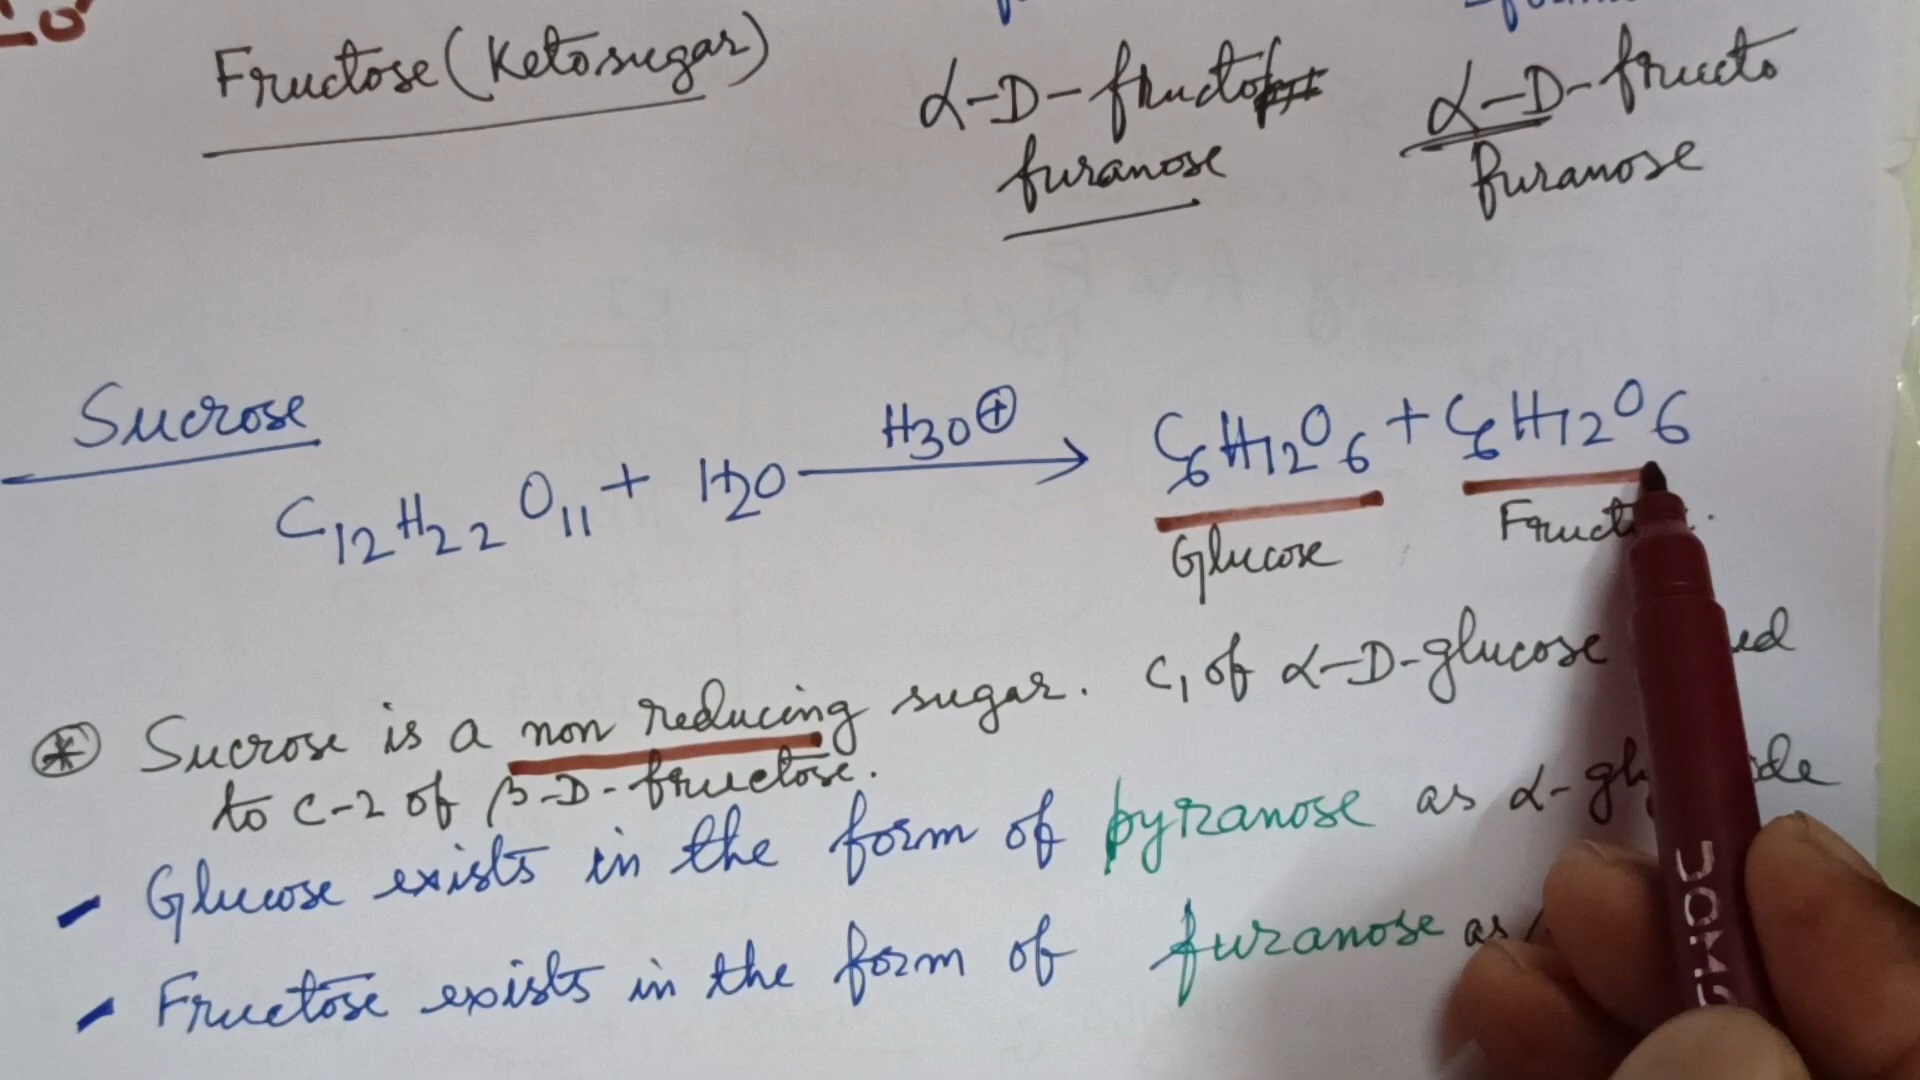 Fructose (Ketosugar)
α-D-fructo
furanose
α-D-fructo
furanose
Sucrose
C12H22O11 + H2O H3O⊕ → C6H12O6 + C6H12O6
Glucose
⊛ Sucrose is a non reducing sugar. C1 of α-D-glucose
to C-2 of β-D-fructose.
- Glucose exists in the form of pyranose as
- Fructose exists in the form of furanose as
DOMS